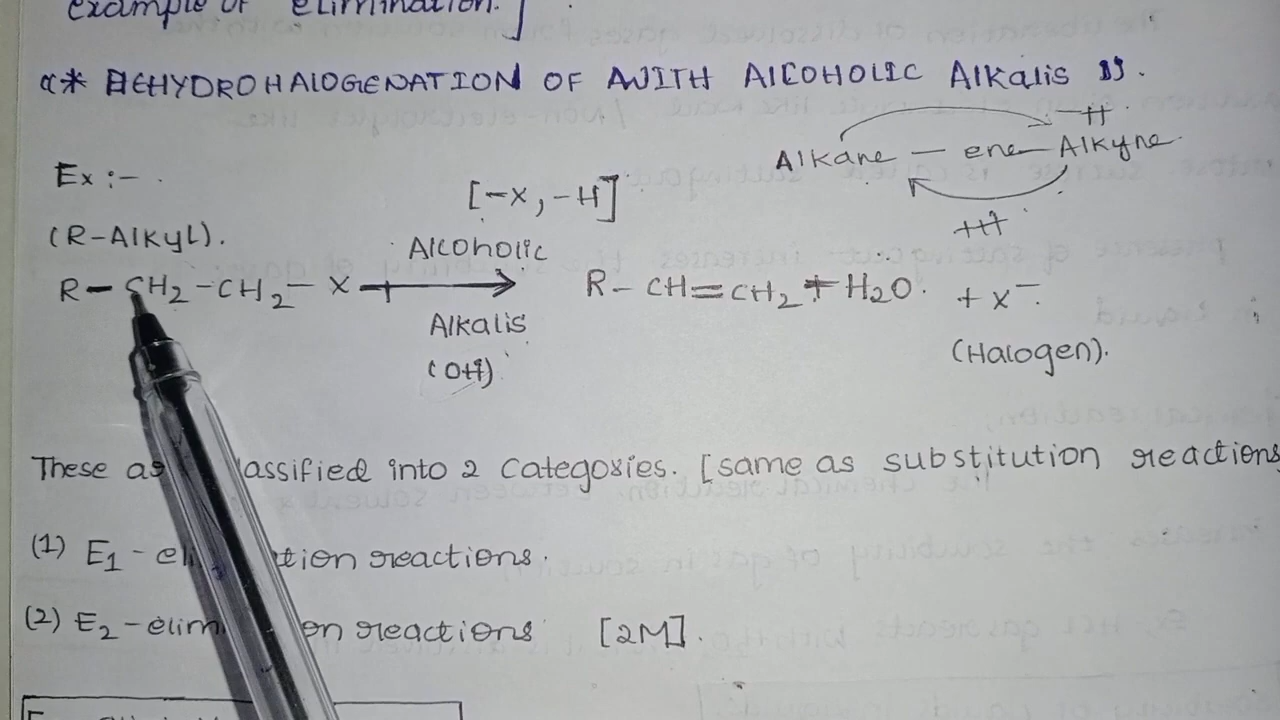 example of elimination.]
"* DEHYDROHALOGENATION OF WITH ALCOHOLIC Alkalis ".
-H
Alkane – ene – Alkyne
+H
Ex :- .
[-X, -H]
(R-Alkyl).
Alcoholic
R – CH2 – CH2 – X + → R – CH = CH2 + H2O. + X⁻.
Alkalis
(OH)
(Halogen).
These as classified into 2 categories. [same as substitution reactions
(1) E1 - elimination reactions.
(2) E2 - elimination reactions [2M].